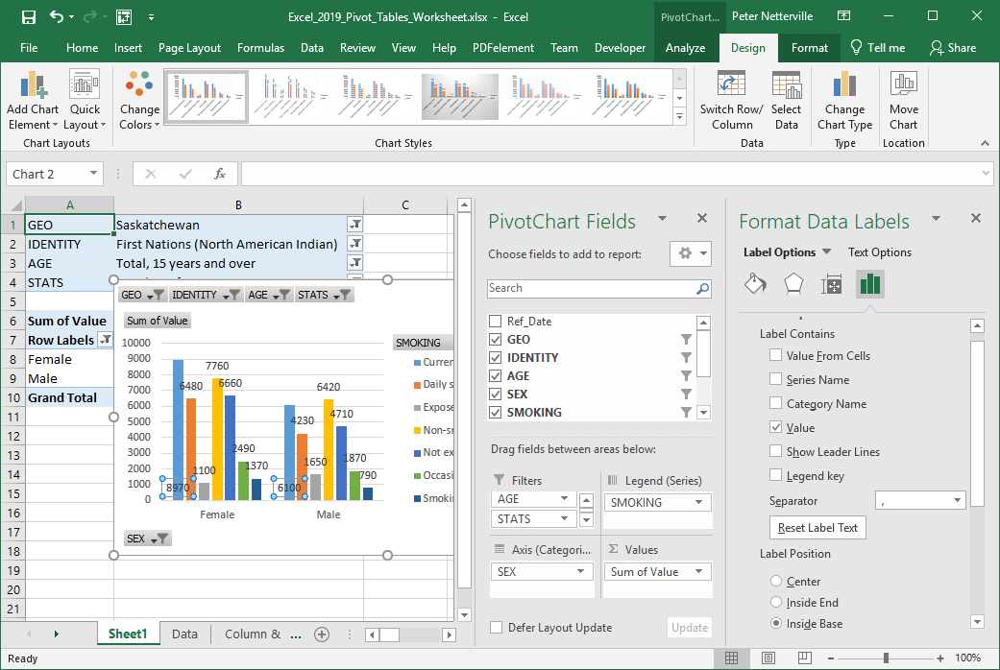 Excel_2019_Pivot_Tables_Worksheet.xlsx - Excel
PivotChart...
Peter Netterville
File Home Insert Page Layout Formulas Data Review View Help PDFelement Team Developer Analyze Design Format Tell me Share
Add Chart Element
Quick Layout
Change Colors
Switch Row/ Column
Select Data
Change Chart Type
Move Chart
Chart Layouts Chart Styles Data Type Location
Chart 2
fx
A B C
1 GEO Saskatchewan
2 IDENTITY First Nations (North American Indian)
3 AGE Total, 15 years and over
4 STATS
5
6 Sum of Value
7 Row Labels
8 Female
9 Male
10 Grand Total
11
12
13
14
15
16
17
18
19
20
21
GEO IDENTITY AGE STATS
Sum of Value
10000
9000
8000
7000
6000
5000
4000
3000
2000
1000
0
8970 6480 1100 7760 6660 2490 1370
6100 4230 1650 6420 4710 1870 790
Female Male
SMOKING
Curren
Daily s
Expose
Non-sr
Not ex
Occasi
Smokir
SEX
PivotChart Fields
Choose fields to add to report:
Search
Ref_Date
GEO
IDENTITY
AGE
SEX
SMOKING
Drag fields between areas below:
Filters
AGE
STATS
Legend (Series)
SMOKING
Axis (Categori...
SEX
Σ Values
Sum of Value
Defer Layout Update
Update
Format Data Labels
Label Options Text Options
Label Contains
Value From Cells
Series Name
Category Name
Value
Show Leader Lines
Legend key
Separator ,
Reset Label Text
Label Position
Center
Inside End
Inside Base
Sheet1 Data Column & ...
Ready
100%